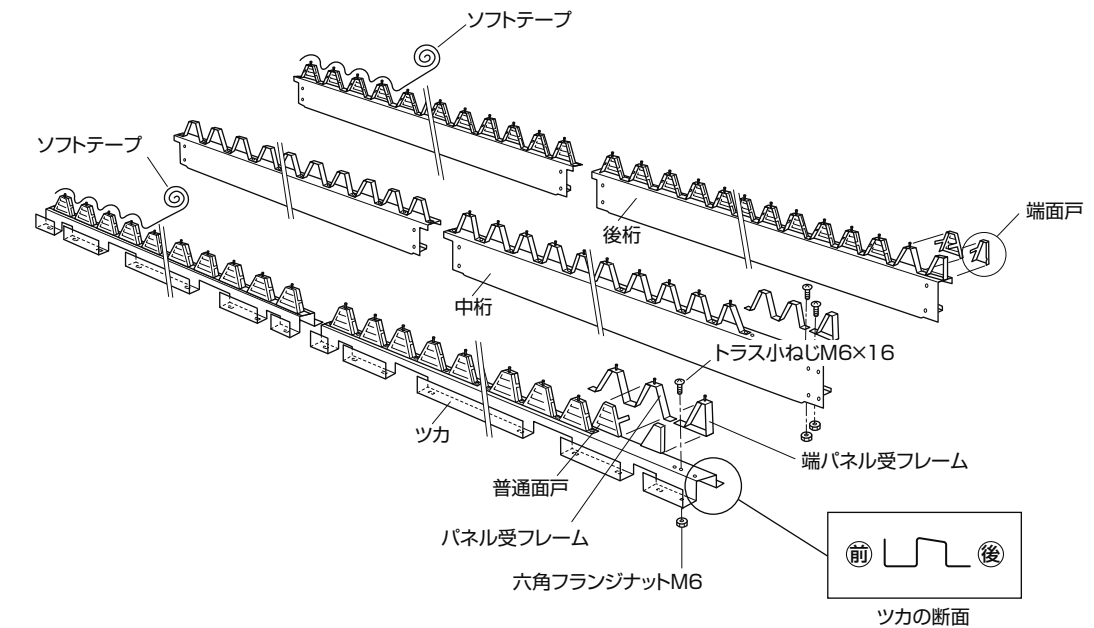 ソフトテープ
ソフトテープ
端面戸
後桁
中桁
トラス小ねじM6×16
ツカ
端パネル受フレーム
普通面戸
パネル受フレーム
六角フランジナットM6
前 後
ツカの断面